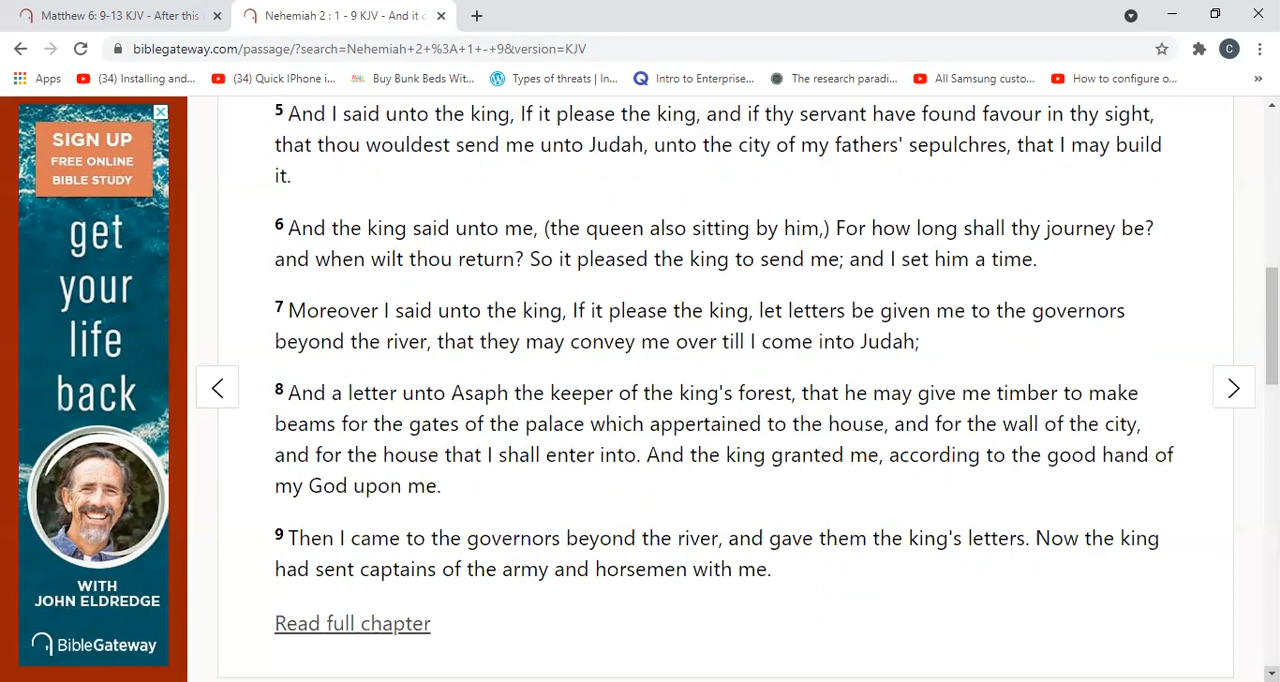 Matthew 6: 9-13 KJV - After this
Nehemiah 2 : 1 - 9 KJV - And it c
biblegateway.com/passage/?search=Nehemiah+2+%3A+1+-+9&version=KJV
C
Apps
(34) Installing and...
(34) Quick IPhone i...
Buy Bunk Beds Wit...
Types of threats | In...
Intro to Enterprise...
The research paradi...
All Samsung custo...
How to configure o...
»
SIGN UP
FREE ONLINE
BIBLE STUDY
get
your
life
back
WITH
JOHN ELDREDGE
BibleGateway
5 And I said unto the king, If it please the king, and if thy servant have found favour in thy sight,
that thou wouldest send me unto Judah, unto the city of my fathers' sepulchres, that I may build
it.
6 And the king said unto me, (the queen also sitting by him,) For how long shall thy journey be?
and when wilt thou return? So it pleased the king to send me; and I set him a time.
7 Moreover I said unto the king, If it please the king, let letters be given me to the governors
beyond the river, that they may convey me over till I come into Judah;
8 And a letter unto Asaph the keeper of the king's forest, that he may give me timber to make
beams for the gates of the palace which appertained to the house, and for the wall of the city,
and for the house that I shall enter into. And the king granted me, according to the good hand of
my God upon me.
9 Then I came to the governors beyond the river, and gave them the king's letters. Now the king
had sent captains of the army and horsemen with me.
Read full chapter